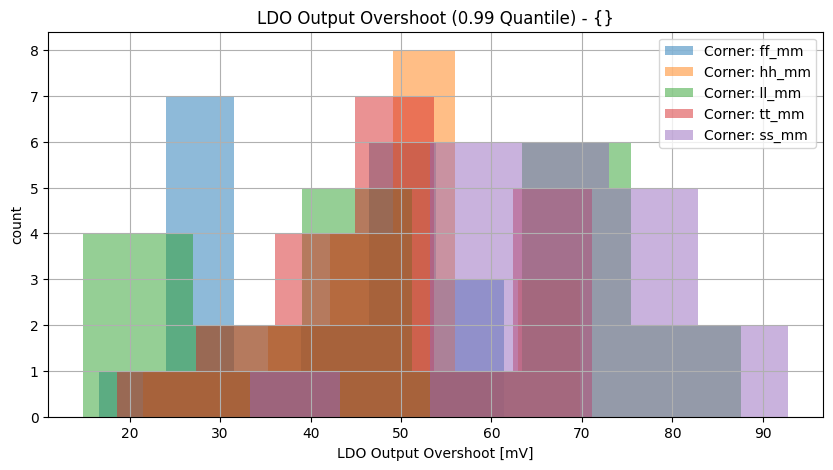 LDO Output Overshoot (0.99 Quantile) - {}
Corner: ff_mm
Corner: hh_mm
Corner: ll_mm
Corner: tt_mm
Corner: ss_mm
8
7
6
5
4
3
2
1
0
count
20 30 40 50 60 70 80 90
LDO Output Overshoot [mV]